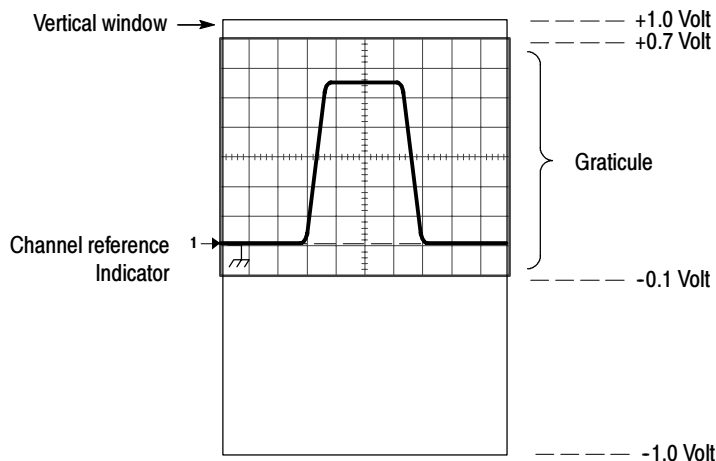 Vertical window
+1.0 Volt
+0.7 Volt
Graticule
Channel reference
Indicator
1
-0.1 Volt
-1.0 Volt